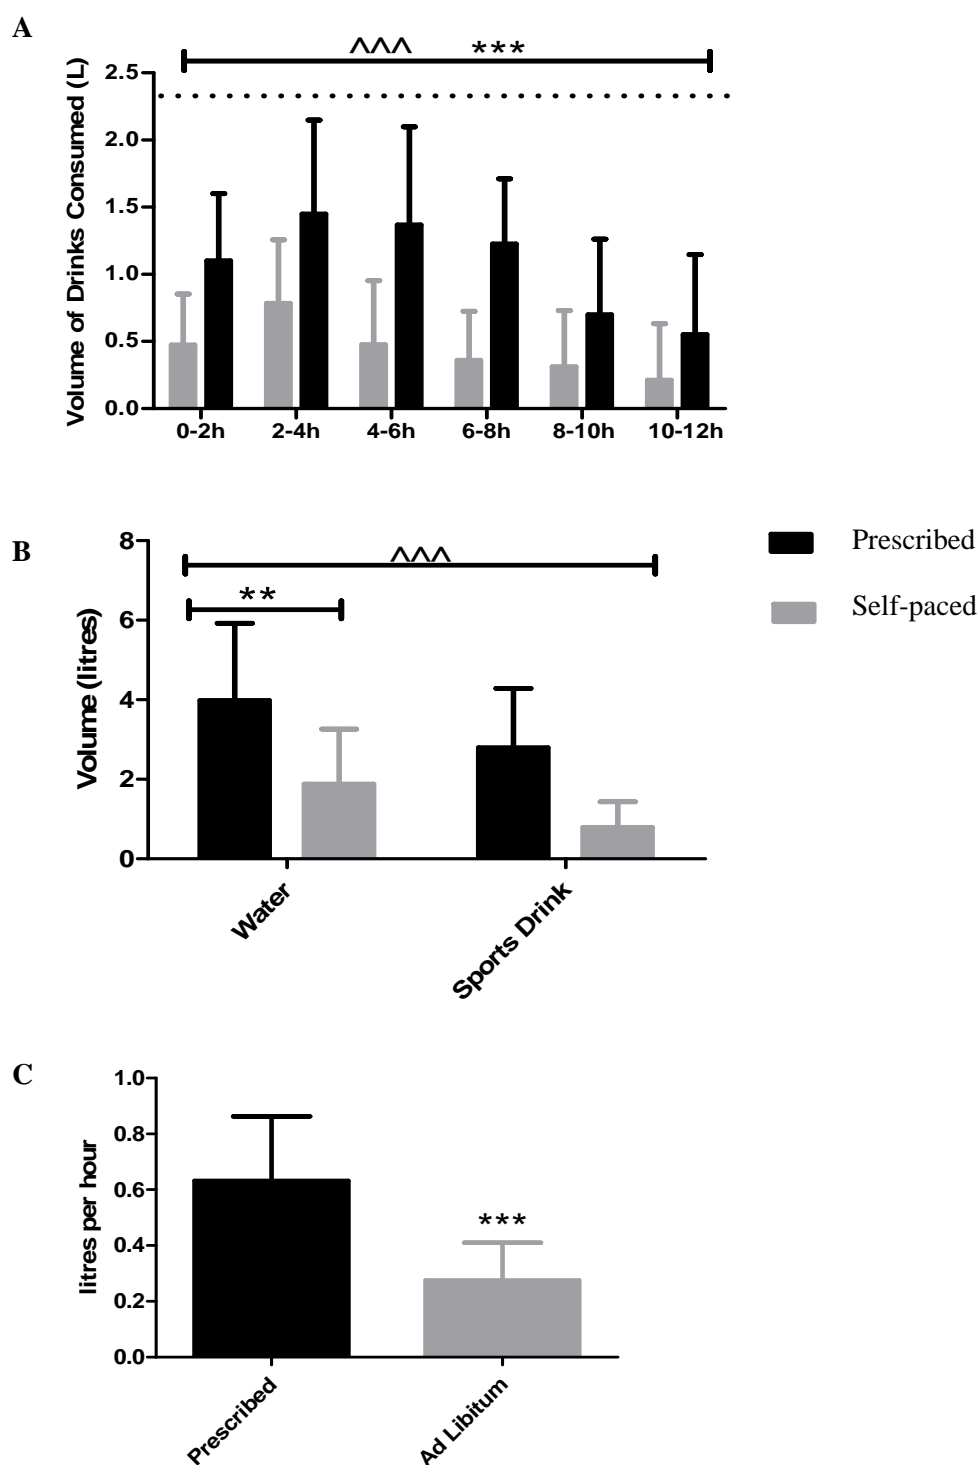 A
^^^ ***
Volume of Drinks Consumed (L)
2.5
2.0
1.5
1.0
0.5
0.0
0-2h 2-4h 4-6h 6-8h 8-10h 10-12h
B
^^^
**
Volume (litres)
8
6
4
2
0
Water
Sports Drink
Prescribed
Self-paced
C
***
litres per hour
1.0
0.8
0.6
0.4
0.2
0.0
Prescribed
Ad Libitum